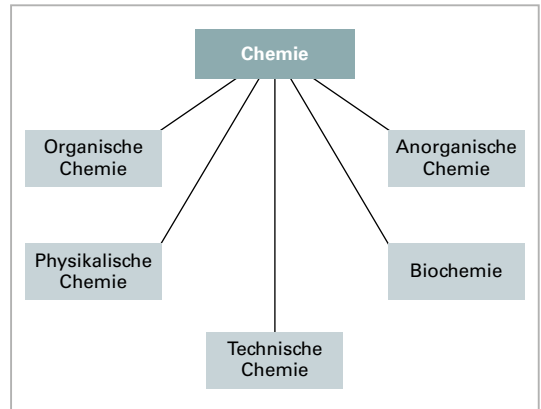 Chemie
Organische
Chemie
Anorganische
Chemie
Physikalische
Chemie
Biochemie
Technische
Chemie